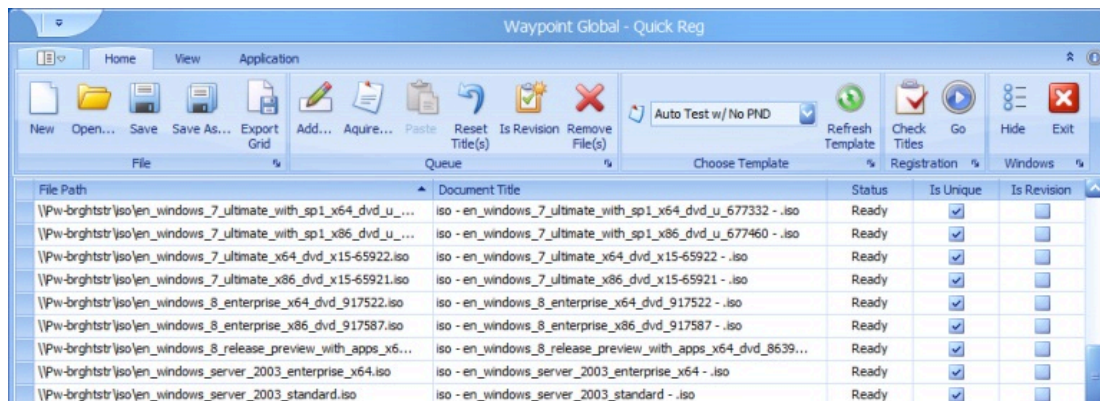 Waypoint Global - Quick Reg
Home View Application
New Open... Save Save As... Export Grid Add... Aquire... Paste Reset Title(s) Is Revision Remove File(s) Auto Test w/ No PND Refresh Template Check Titles Go Hide Exit
File Queue Choose Template Registration Windows
File Path Document Title Status Is Unique Is Revision
\\Pw-brghtstr\iso\en_windows_7_ultimate_with_sp1_x64_dvd_u_... iso - en_windows_7_ultimate_with_sp1_x64_dvd_u_677332 - .iso Ready
\\Pw-brghtstr\iso\en_windows_7_ultimate_with_sp1_x86_dvd_u_... iso - en_windows_7_ultimate_with_sp1_x86_dvd_u_677460 - .iso Ready
\\Pw-brghtstr\iso\en_windows_7_ultimate_x64_dvd_x15-65922.iso iso - en_windows_7_ultimate_x64_dvd_x15-65922 - .iso Ready
\\Pw-brghtstr\iso\en_windows_7_ultimate_x86_dvd_x15-65921.iso iso - en_windows_7_ultimate_x86_dvd_x15-65921 - .iso Ready
\\Pw-brghtstr\iso\en_windows_8_enterprise_x64_dvd_917522.iso iso - en_windows_8_enterprise_x64_dvd_917522 - .iso Ready
\\Pw-brghtstr\iso\en_windows_8_enterprise_x86_dvd_917587.iso iso - en_windows_8_enterprise_x86_dvd_917587 - .iso Ready
\\Pw-brghtstr\iso\en_windows_8_release_preview_with_apps_x6... iso - en_windows_8_release_preview_with_apps_x64_dvd_8639... Ready
\\Pw-brghtstr\iso\en_windows_server_2003_enterprise_x64.iso iso - en_windows_server_2003_enterprise_x64 - .iso Ready
\\Pw-brghtstr\iso\en_windows_server_2003_standard.iso iso - en_windows_server_2003_standard - .iso Ready